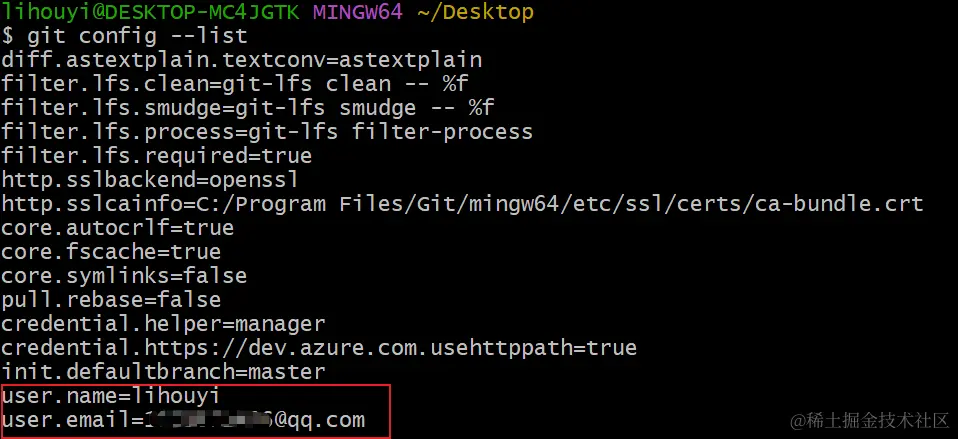 lihouyi@DESKTOP-MC4JGTK MINGW64 ~/Desktop
$ git config --list
diff.astextplain.textconv=astextplain
filter.lfs.clean=git-lfs clean -- %f
filter.lfs.smudge=git-lfs smudge -- %f
filter.lfs.process=git-lfs filter-process
filter.lfs.required=true
http.sslbackend=openssl
http.sslcainfo=C:/Program Files/Git/mingw64/etc/ssl/certs/ca-bundle.crt
core.autocrlf=true
core.fscache=true
core.symlinks=false
pull.rebase=false
credential.helper=manager
credential.https://dev.azure.com.usehttppath=true
init.defaultbranch=master
user.name=lihouyi
user.email=@qq.com
@稀土掘金技术社区